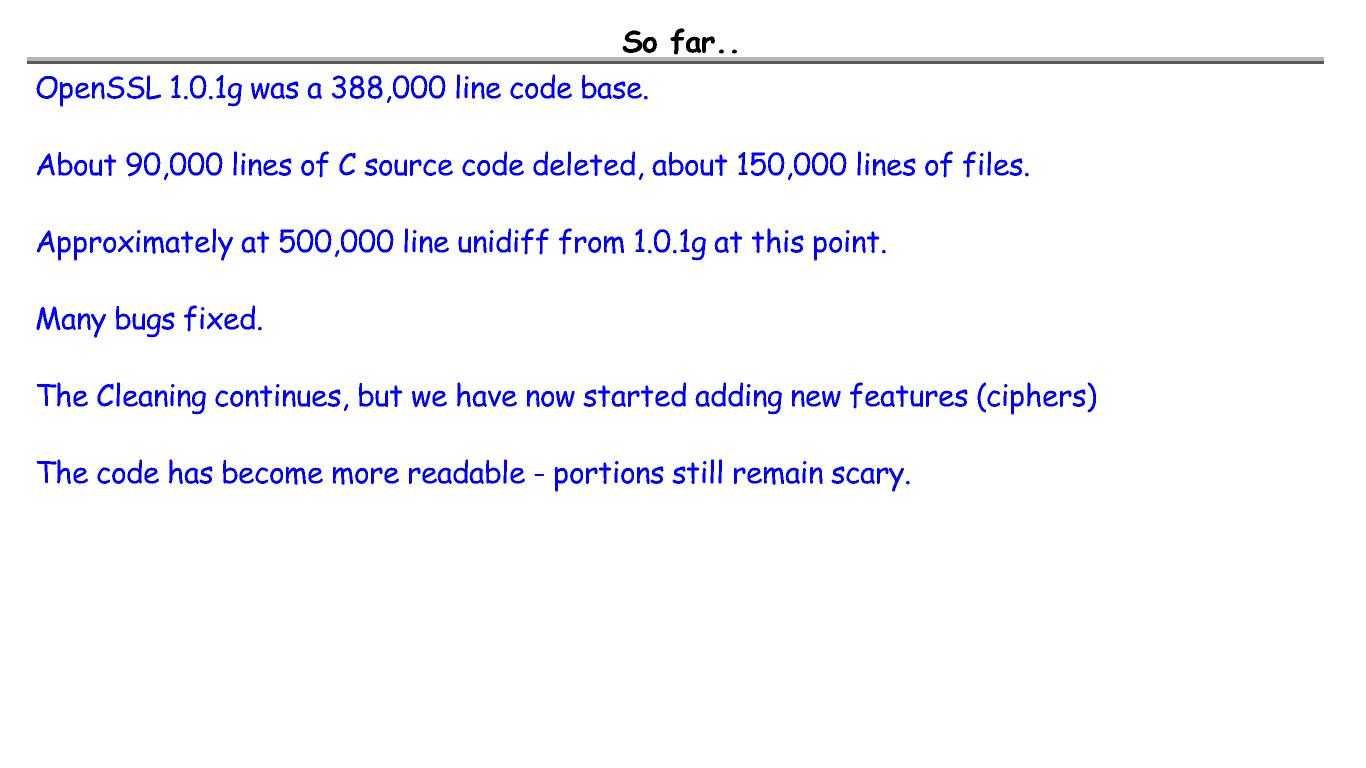 So far..
OpenSSL 1.0.1g was a 388,000 line code base.
About 90,000 lines of C source code deleted, about 150,000 lines of files.
Approximately at 500,000 line unidiff from 1.0.1g at this point.
Many bugs fixed.
The Cleaning continues, but we have now started adding new features (ciphers)
The code has become more readable - portions still remain scary.